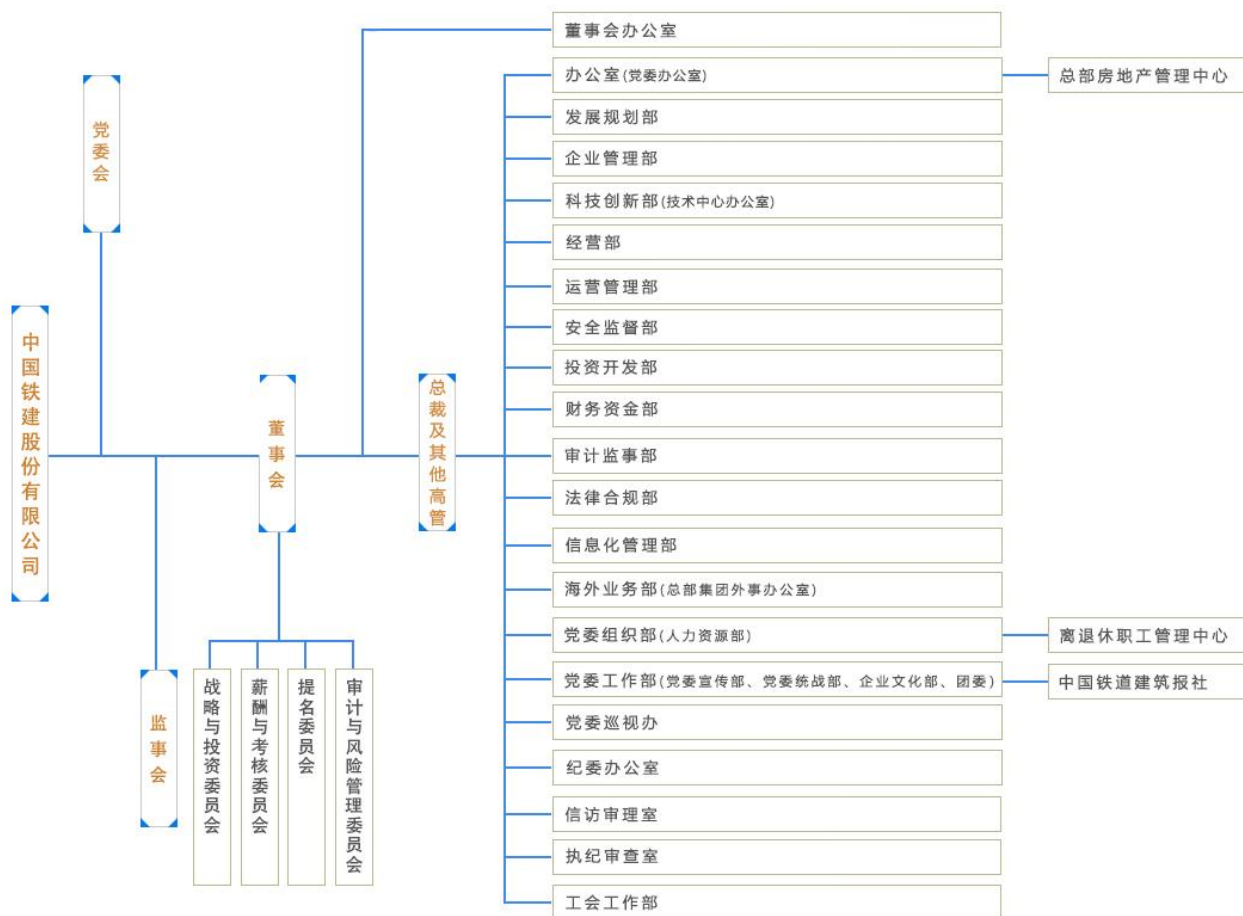 中国铁建股份有限公司
党委会
监事会
董事会
战略与投资委员会
薪酬与考核委员会
提名委员会
审计与风险管理委员会
总裁及其他高管
董事会办公室
办公室(党委办公室)
总部房地产管理中心
发展规划部
企业管理部
科技创新部(技术中心办公室)
经营部
运营管理部
安全监督部
投资开发部
财务资金部
审计监事部
法律合规部
信息化管理部
海外业务部(总部集团外事办公室)
党委组织部(人力资源部)
离退休职工管理中心
党委工作部(党委宣传部、党委统战部、企业文化部、团委)
中国铁道建筑报社
党委巡视办
纪委办公室
信访审理室
执纪审查室
工会工作部